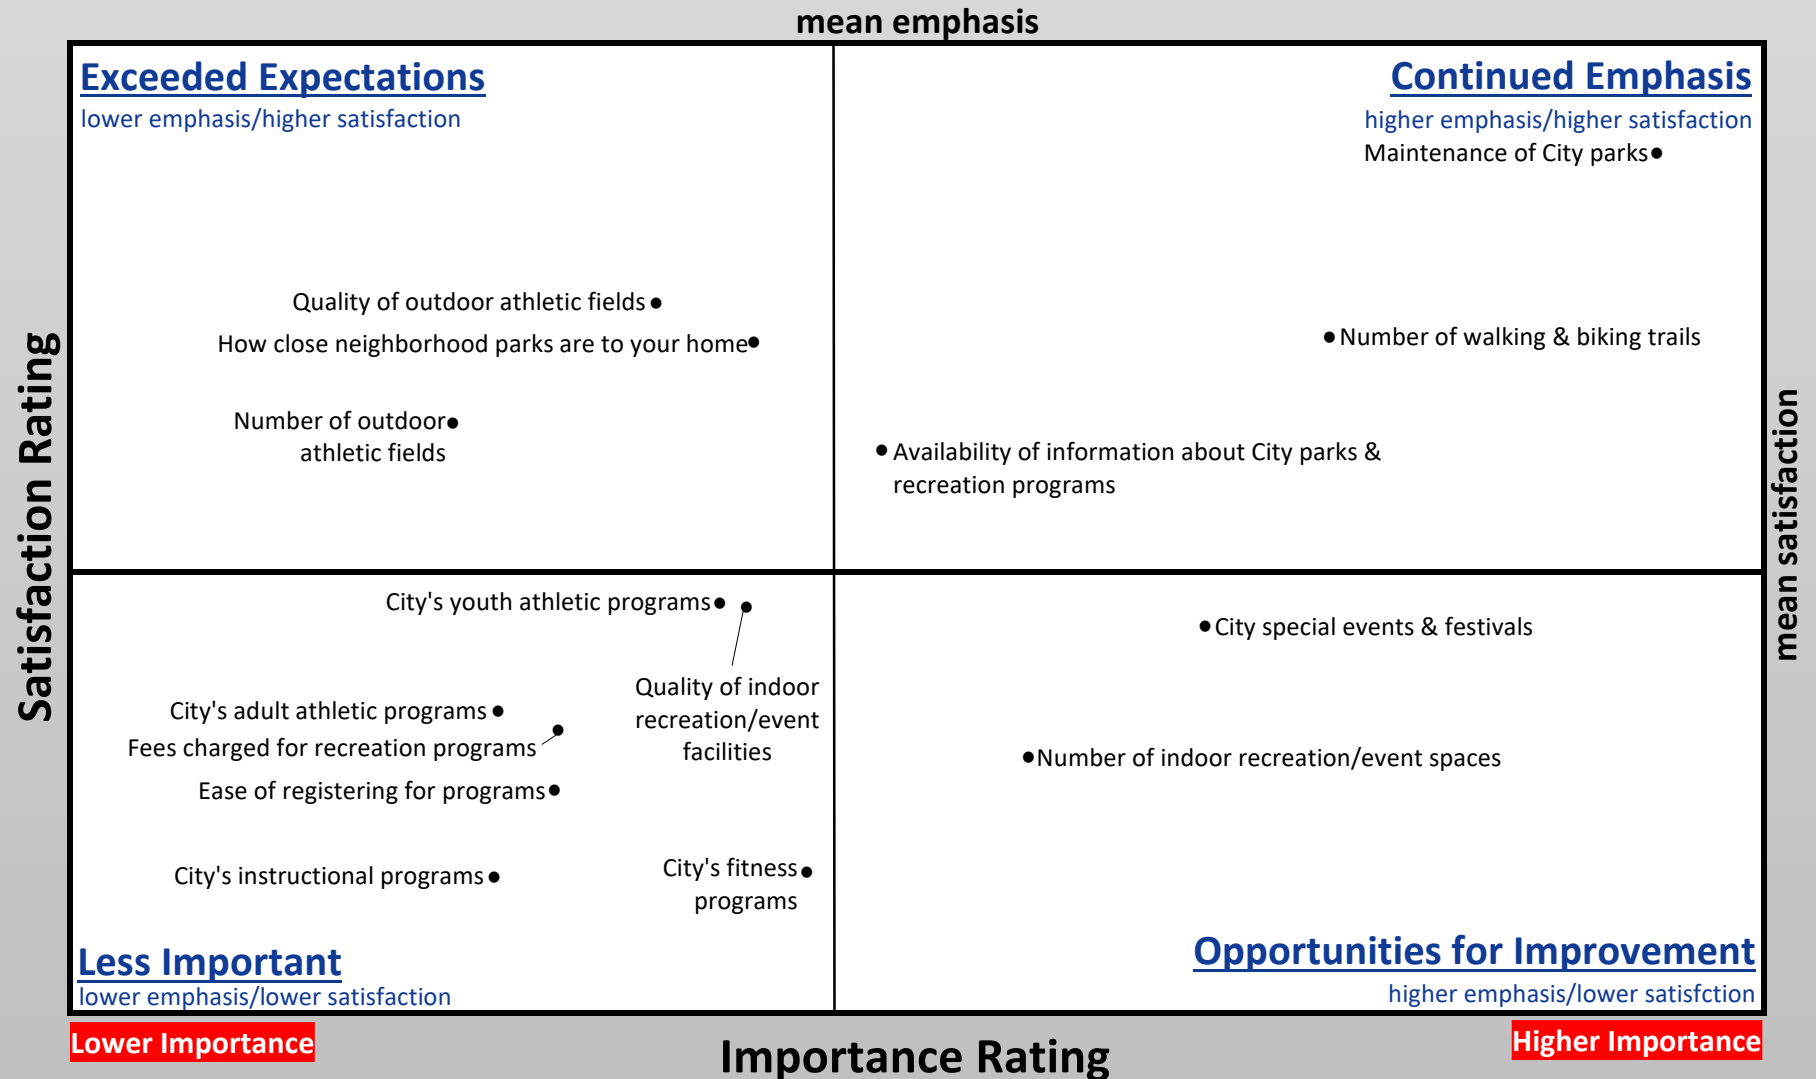 mean emphasis
Exceeded Expectations
lower emphasis/higher satisfaction
Continued Emphasis
higher emphasis/higher satisfaction
Maintenance of City parks
Quality of outdoor athletic fields
How close neighborhood parks are to your home
Number of walking & biking trails
Number of outdoor
athletic fields
Availability of information about City parks &
recreation programs
Satisfaction Rating
mean satisfaction
City's youth athletic programs
City special events & festivals
Quality of indoor
recreation/event
facilities
City's adult athletic programs
Fees charged for recreation programs
Number of indoor recreation/event spaces
Ease of registering for programs
City's instructional programs
City's fitness
programs
Less Important
lower emphasis/lower satisfaction
Opportunities for Improvement
higher emphasis/lower satisfction
Lower Importance
Importance Rating
Higher Importance